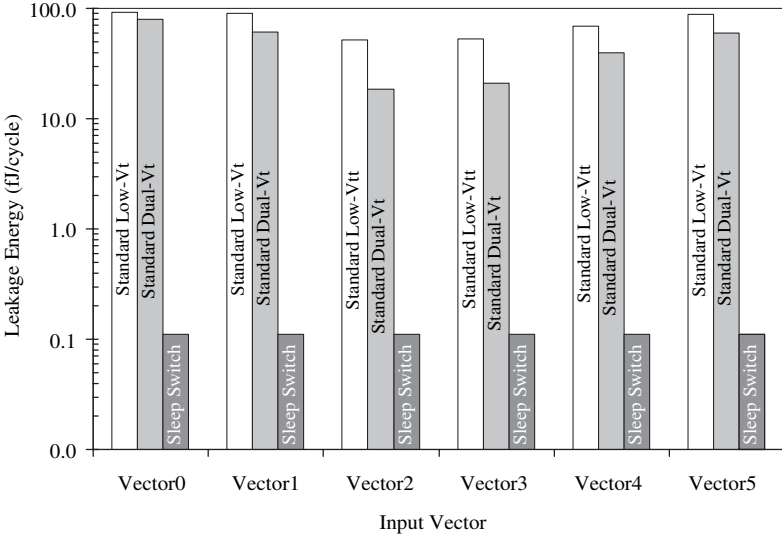 100.0
10.0
1.0
0.1
0.0
Leakage Energy (fJ/cycle)
Standard Low-Vt
Standard Dual-Vt
Sleep Switch
Standard Low-Vt
Standard Dual-Vt
Sleep Switch
Standard Low-Vtt
Standard Dual-Vt
Sleep Switch
Standard Low-Vtt
Standard Dual-Vt
Sleep Switch
Standard Low-Vtt
Standard Dual-Vt
Sleep Switch
Standard Low-Vt
Standard Dual-Vt
Sleep Switch
Vector0 Vector1 Vector2 Vector3 Vector4 Vector5
Input Vector